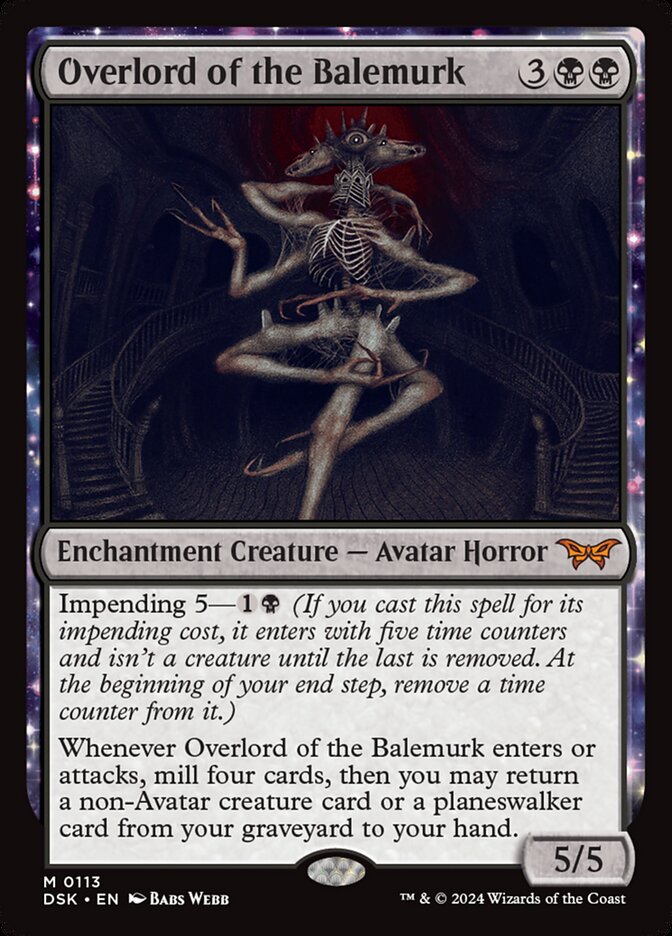 Overlord of the Balemurk 3
Enchantment Creature — Avatar Horror
Impending 5—1 (If you cast this spell for its
impending cost, it enters with five time counters
and isn't a creature until the last is removed. At
the beginning of your end step, remove a time
counter from it.)
Whenever Overlord of the Balemurk enters or
attacks, mill four cards, then you may return
a non-Avatar creature card or a planeswalker
card from your graveyard to your hand.
5/5
M 0113
DSK • EN Babs Webb
™ & © 2024 Wizards of the Coast